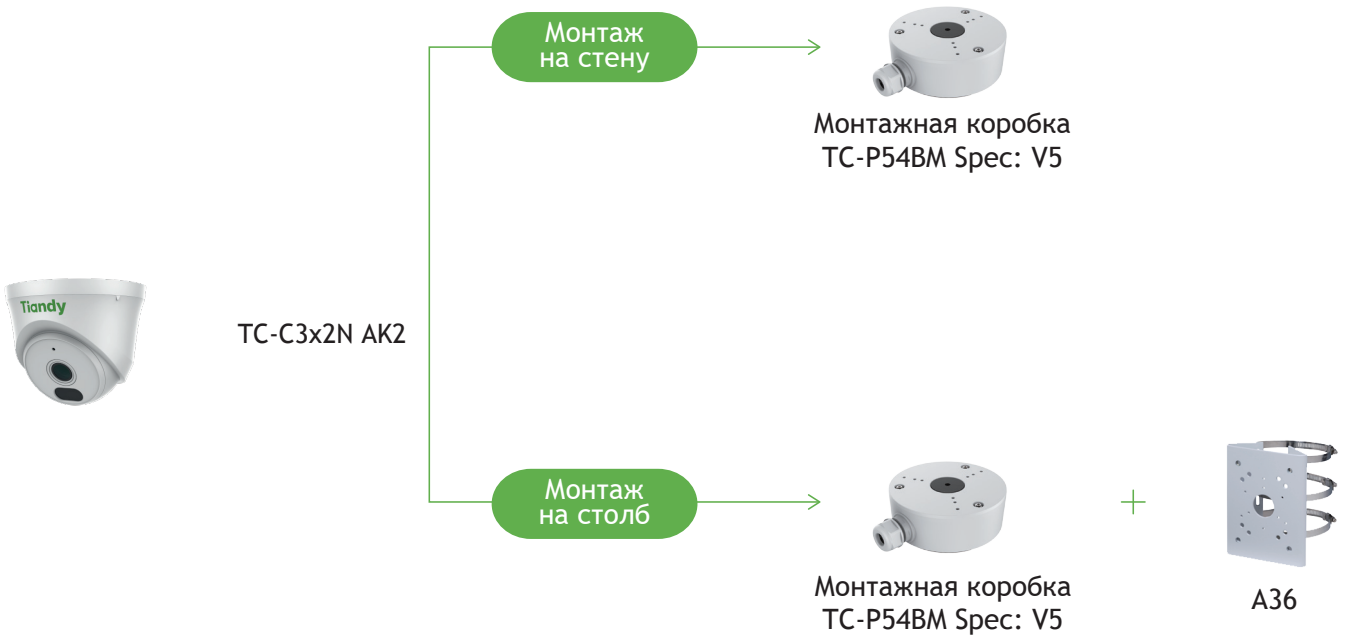 Монтаж
на стену
Монтажная коробка
TC-P54BM Spec: V5
Tiandy
TC-C3x2N AK2
Монтаж
на столб
Монтажная коробка
TC-P54BM Spec: V5
A36